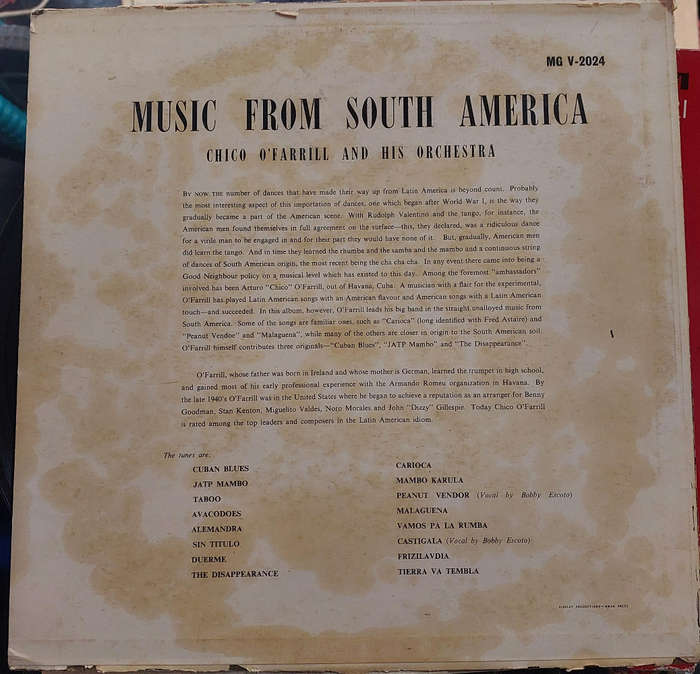 MG V-2024
MUSIC FROM SOUTH AMERICA
CHICO O'FARRILL AND HIS ORCHESTRA
By now the number of dances that have made their way up from Latin America is beyond count. Probably
the most interesting aspect of this importation of dances, one which began after World War I, is the way they
gradually became a part of the American scene. With Rudolph Valentino and the tango, for instance, the
American men found themselves in full agreement on the surface—this, they declared, was a ridiculous dance
for a virile man to be engaged in and for their part they would have none of it. But, gradually, American men
did learn the tango. And in time they learned the rhumba and the samba and the mambo and a continuous string
of dances of South American origin, the most recent being the cha cha cha. In any event there came into being a
Good Neighbour policy on a musical level which has existed to this day. Among the foremost "ambassadors"
involved has been Arturo "Chico" O'Farrill, out of Havana, Cuba. A musician with a flair for the experimental,
O'Farrill has played Latin American songs with an American flavour and American songs with a Latin American
touch—and succeeded. In this album, however, O'Farrill leads his big band in the straight unalloyed music from
South America. Some of the songs are familiar ones, such as "Carioca" (long identified with Fred Astaire) and
"Peanut Vendoe" and "Malaguena", while many of the others are closer in origin to the South American soil.
O'Farrill himself contributes three originals—"Cuban Blues", "JATP Mambo" and "The Disappearance".
O'Farrill, whose father was born in Ireland and whose mother is German, learned the trumpet in high school,
and gained most of his early professional experience with the Armando Romeu organization in Havana. By
the late 1940's O'Farrill was in the United States where he began to achieve a reputation as an arranger for Benny
Goodman, Stan Kenton, Miguelito Valdes, Noro Morales and John "Dizzy" Gillespie. Today Chico O'Farrill
is rated among the top leaders and composers in the Latin American idiom.
The tunes are:
CUBAN BLUES
JATP MAMBO
TABOO
AVACODOES
ALEMANDRA
SIN TITULO
DUERME
THE DISAPPEARANCE
CARIOCA
MAMBO KARULA
PEANUT VENDOR (Vocal by Bobby Escoto)
MALAGUENA
VAMOS PA LA RUMBA
CASTIGALA (Vocal by Bobby Escoto)
FRIZILAVDIA
TIERRA VA TEMBLA